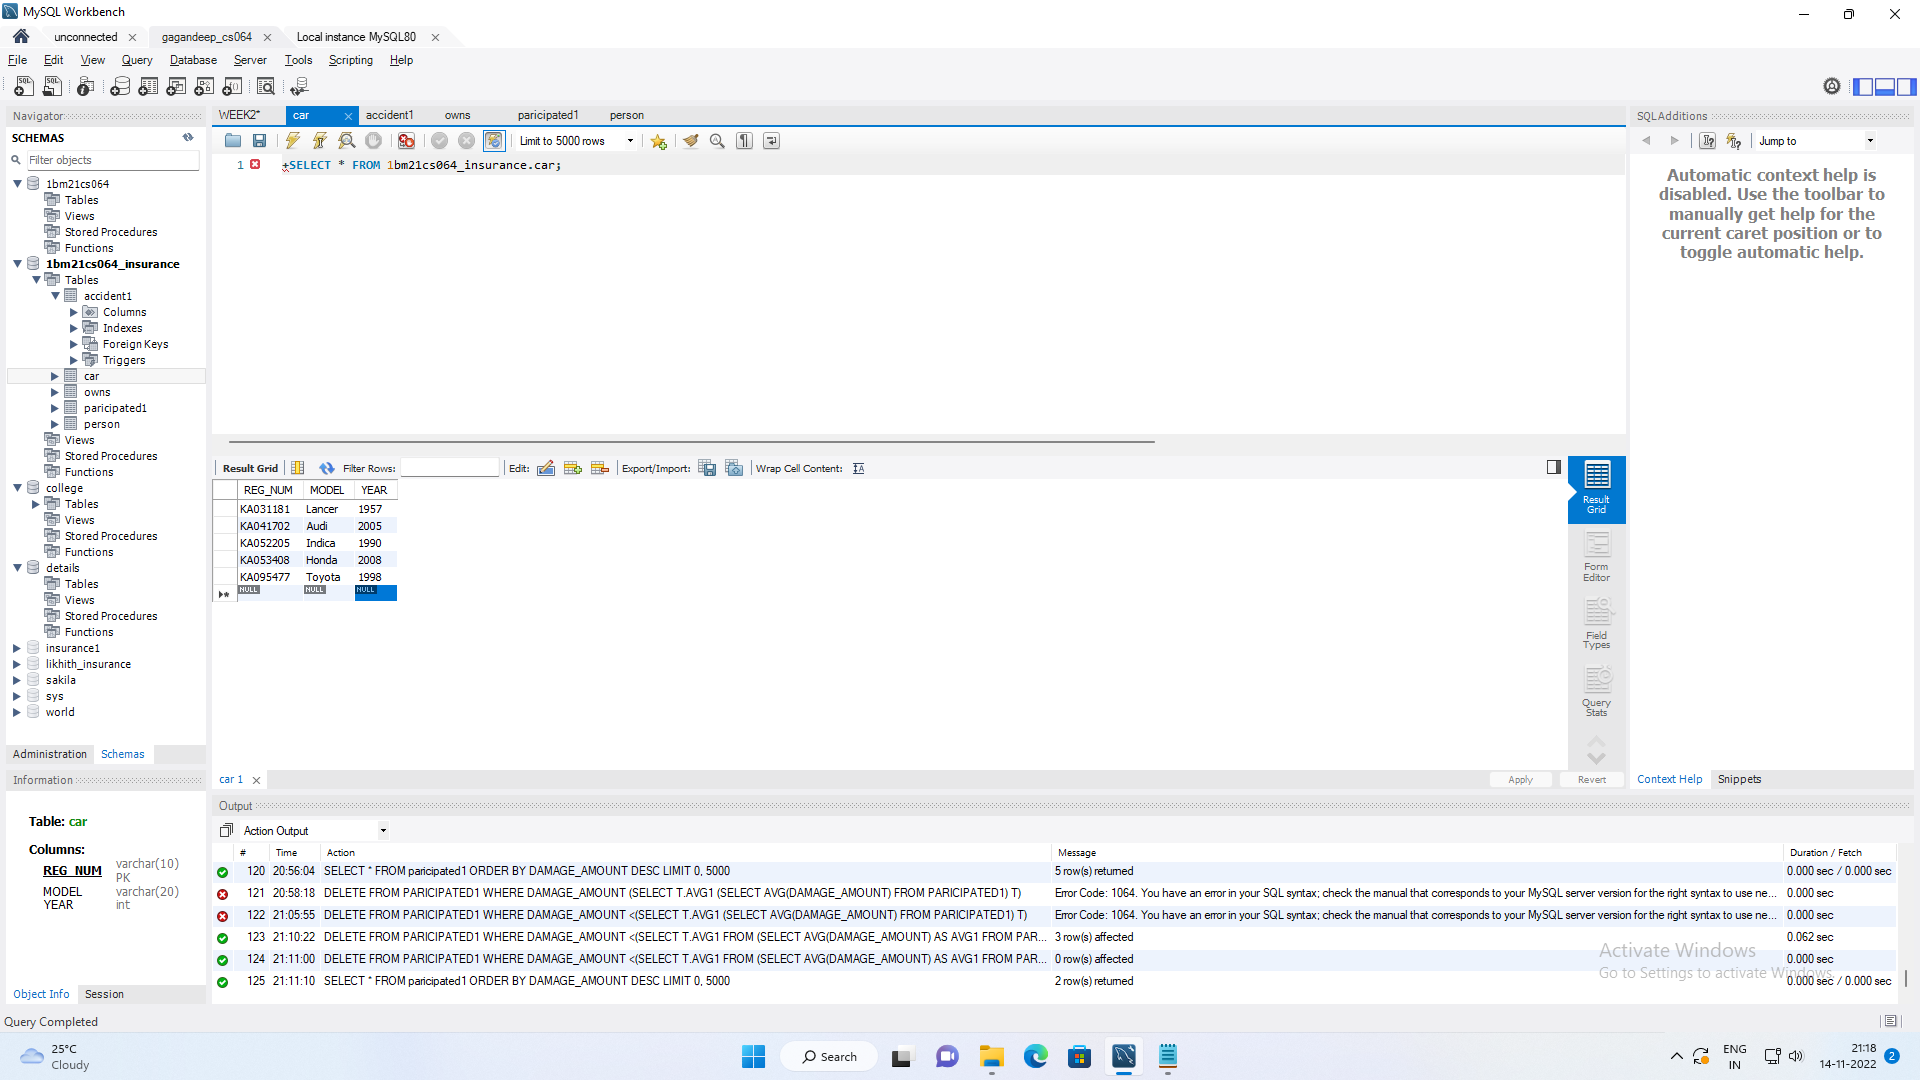 MySQL Workbench
unconnected
gagandeep_cs064
Local instance MySQL80
File Edit View Query Database Server Tools Scripting Help
Navigator
SCHEMAS
Filter objects
1bm21cs064
Tables
Views
Stored Procedures
Functions
1bm21cs064_insurance
Tables
accident1
Columns
Indexes
Foreign Keys
Triggers
car
owns
paricipated1
person
Views
Stored Procedures
Functions
college
Tables
Views
Stored Procedures
Functions
details
Tables
Views
Stored Procedures
Functions
insurance1
likhith_insurance
sakila
sys
world
Administration Schemas
Information
Table: car
Columns:
REG_NUM varchar(10) PK
MODEL varchar(20)
YEAR int
Object Info Session
Query Completed
WEEK2* car accident1 owns paricipated1 person
Limit to 5000 rows
1 +SELECT * FROM 1bm21cs064_insurance.car;
Result Grid Filter Rows: Edit: Export/Import: Wrap Cell Content:
REG_NUM MODEL YEAR
KA031181 Lancer 1957
KA041702 Audi 2005
KA052205 Indica 1990
KA053408 Honda 2008
KA095477 Toyota 1998
NULL NULL NULL
Result Grid
Form Editor
Field Types
Query Stats
car 1
Apply Revert
SQLAdditions
Jump to
Automatic context help is
disabled. Use the toolbar to
manually get help for the
current caret position or to
toggle automatic help.
Context Help Snippets
Output
Action Output
# Time Action Message Duration / Fetch
120 20:56:04 SELECT * FROM paricipated1 ORDER BY DAMAGE_AMOUNT DESC LIMIT 0, 5000 5 row(s) returned 0.000 sec / 0.000 sec
121 20:58:18 DELETE FROM PARICIPATED1 WHERE DAMAGE_AMOUNT (SELECT T.AVG1 (SELECT AVG(DAMAGE_AMOUNT) FROM PARICIPATED1) T) Error Code: 1064. You have an error in your SQL syntax; check the manual that corresponds to your MySQL server version for the right syntax to use ne... 0.000 sec
122 21:05:55 DELETE FROM PARICIPATED1 WHERE DAMAGE_AMOUNT <(SELECT T.AVG1 (SELECT AVG(DAMAGE_AMOUNT) FROM PARICIPATED1) T) Error Code: 1064. You have an error in your SQL syntax; check the manual that corresponds to your MySQL server version for the right syntax to use ne... 0.000 sec
123 21:10:22 DELETE FROM PARICIPATED1 WHERE DAMAGE_AMOUNT <(SELECT T.AVG1 FROM (SELECT AVG(DAMAGE_AMOUNT) AS AVG1 FROM PAR... 3 row(s) affected 0.062 sec
124 21:11:00 DELETE FROM PARICIPATED1 WHERE DAMAGE_AMOUNT <(SELECT T.AVG1 FROM (SELECT AVG(DAMAGE_AMOUNT) AS AVG1 FROM PAR... 0 row(s) affected 0.000 sec
125 21:11:10 SELECT * FROM paricipated1 ORDER BY DAMAGE_AMOUNT DESC LIMIT 0, 5000 2 row(s) returned 0.000 sec / 0.000 sec
Activate Windows
Go to Settings to activate Windows.
25°C
Cloudy
Search
ENG
IN
21:18
14-11-2022
2